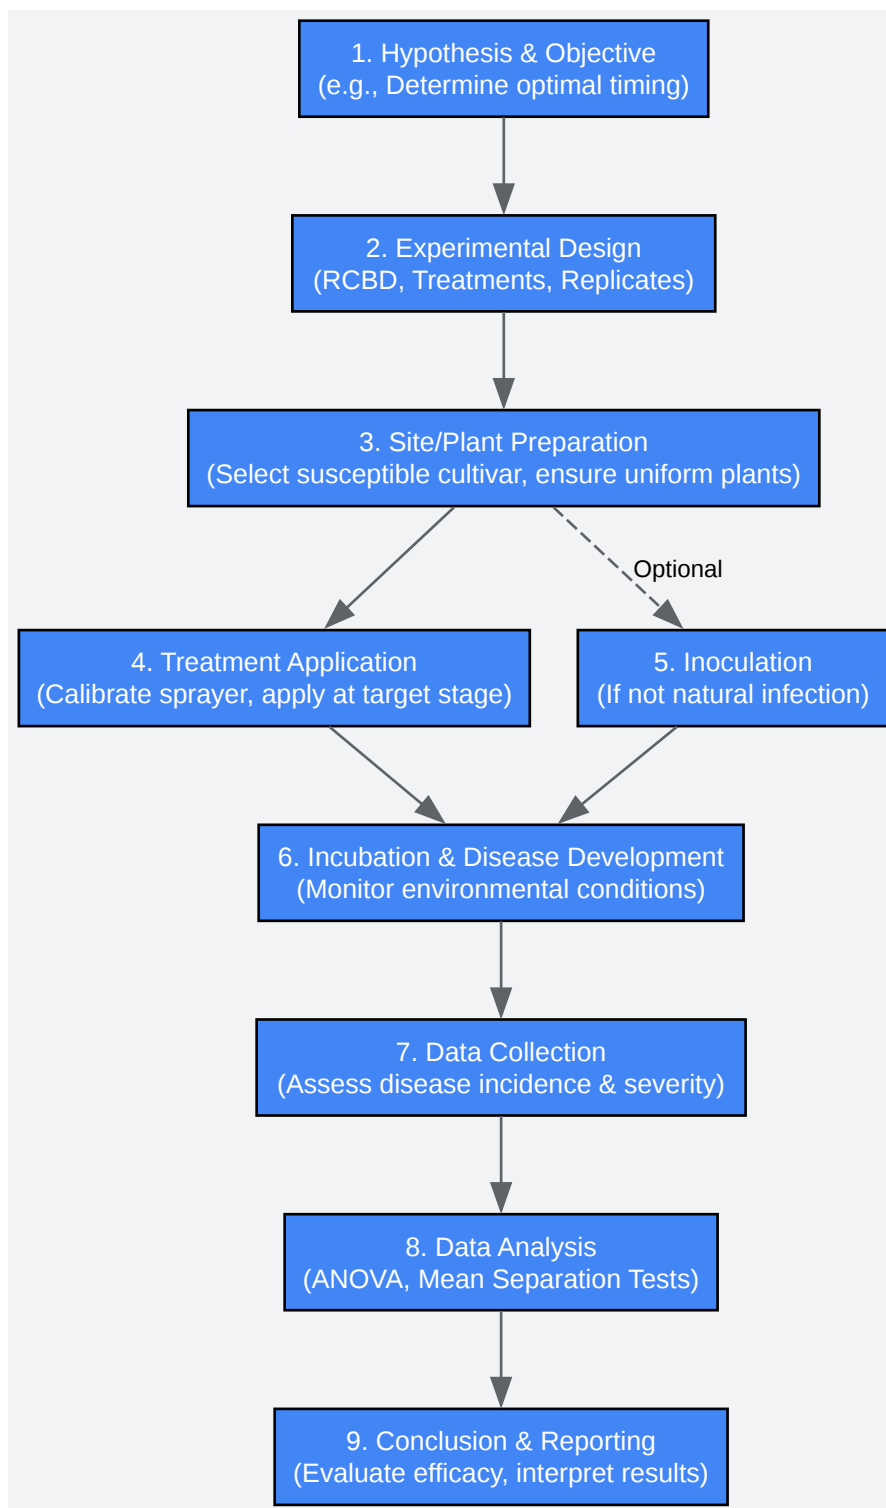 1. Hypothesis & Objective
(e.g., Determine optimal timing)
2. Experimental Design
(RCBD, Treatments, Replicates)
3. Site/Plant Preparation
(Select susceptible cultivar, ensure uniform plants)
Optional
4. Treatment Application
(Calibrate sprayer, apply at target stage)
5. Inoculation
(If not natural infection)
6. Incubation & Disease Development
(Monitor environmental conditions)
7. Data Collection
(Assess disease incidence & severity)
8. Data Analysis
(ANOVA, Mean Separation Tests)
9. Conclusion & Reporting
(Evaluate efficacy, interpret results)